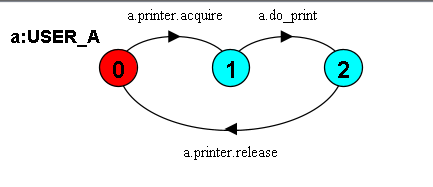 a.printer.acquire a.do_print
a:USER_A
0 1 2
a.printer.release